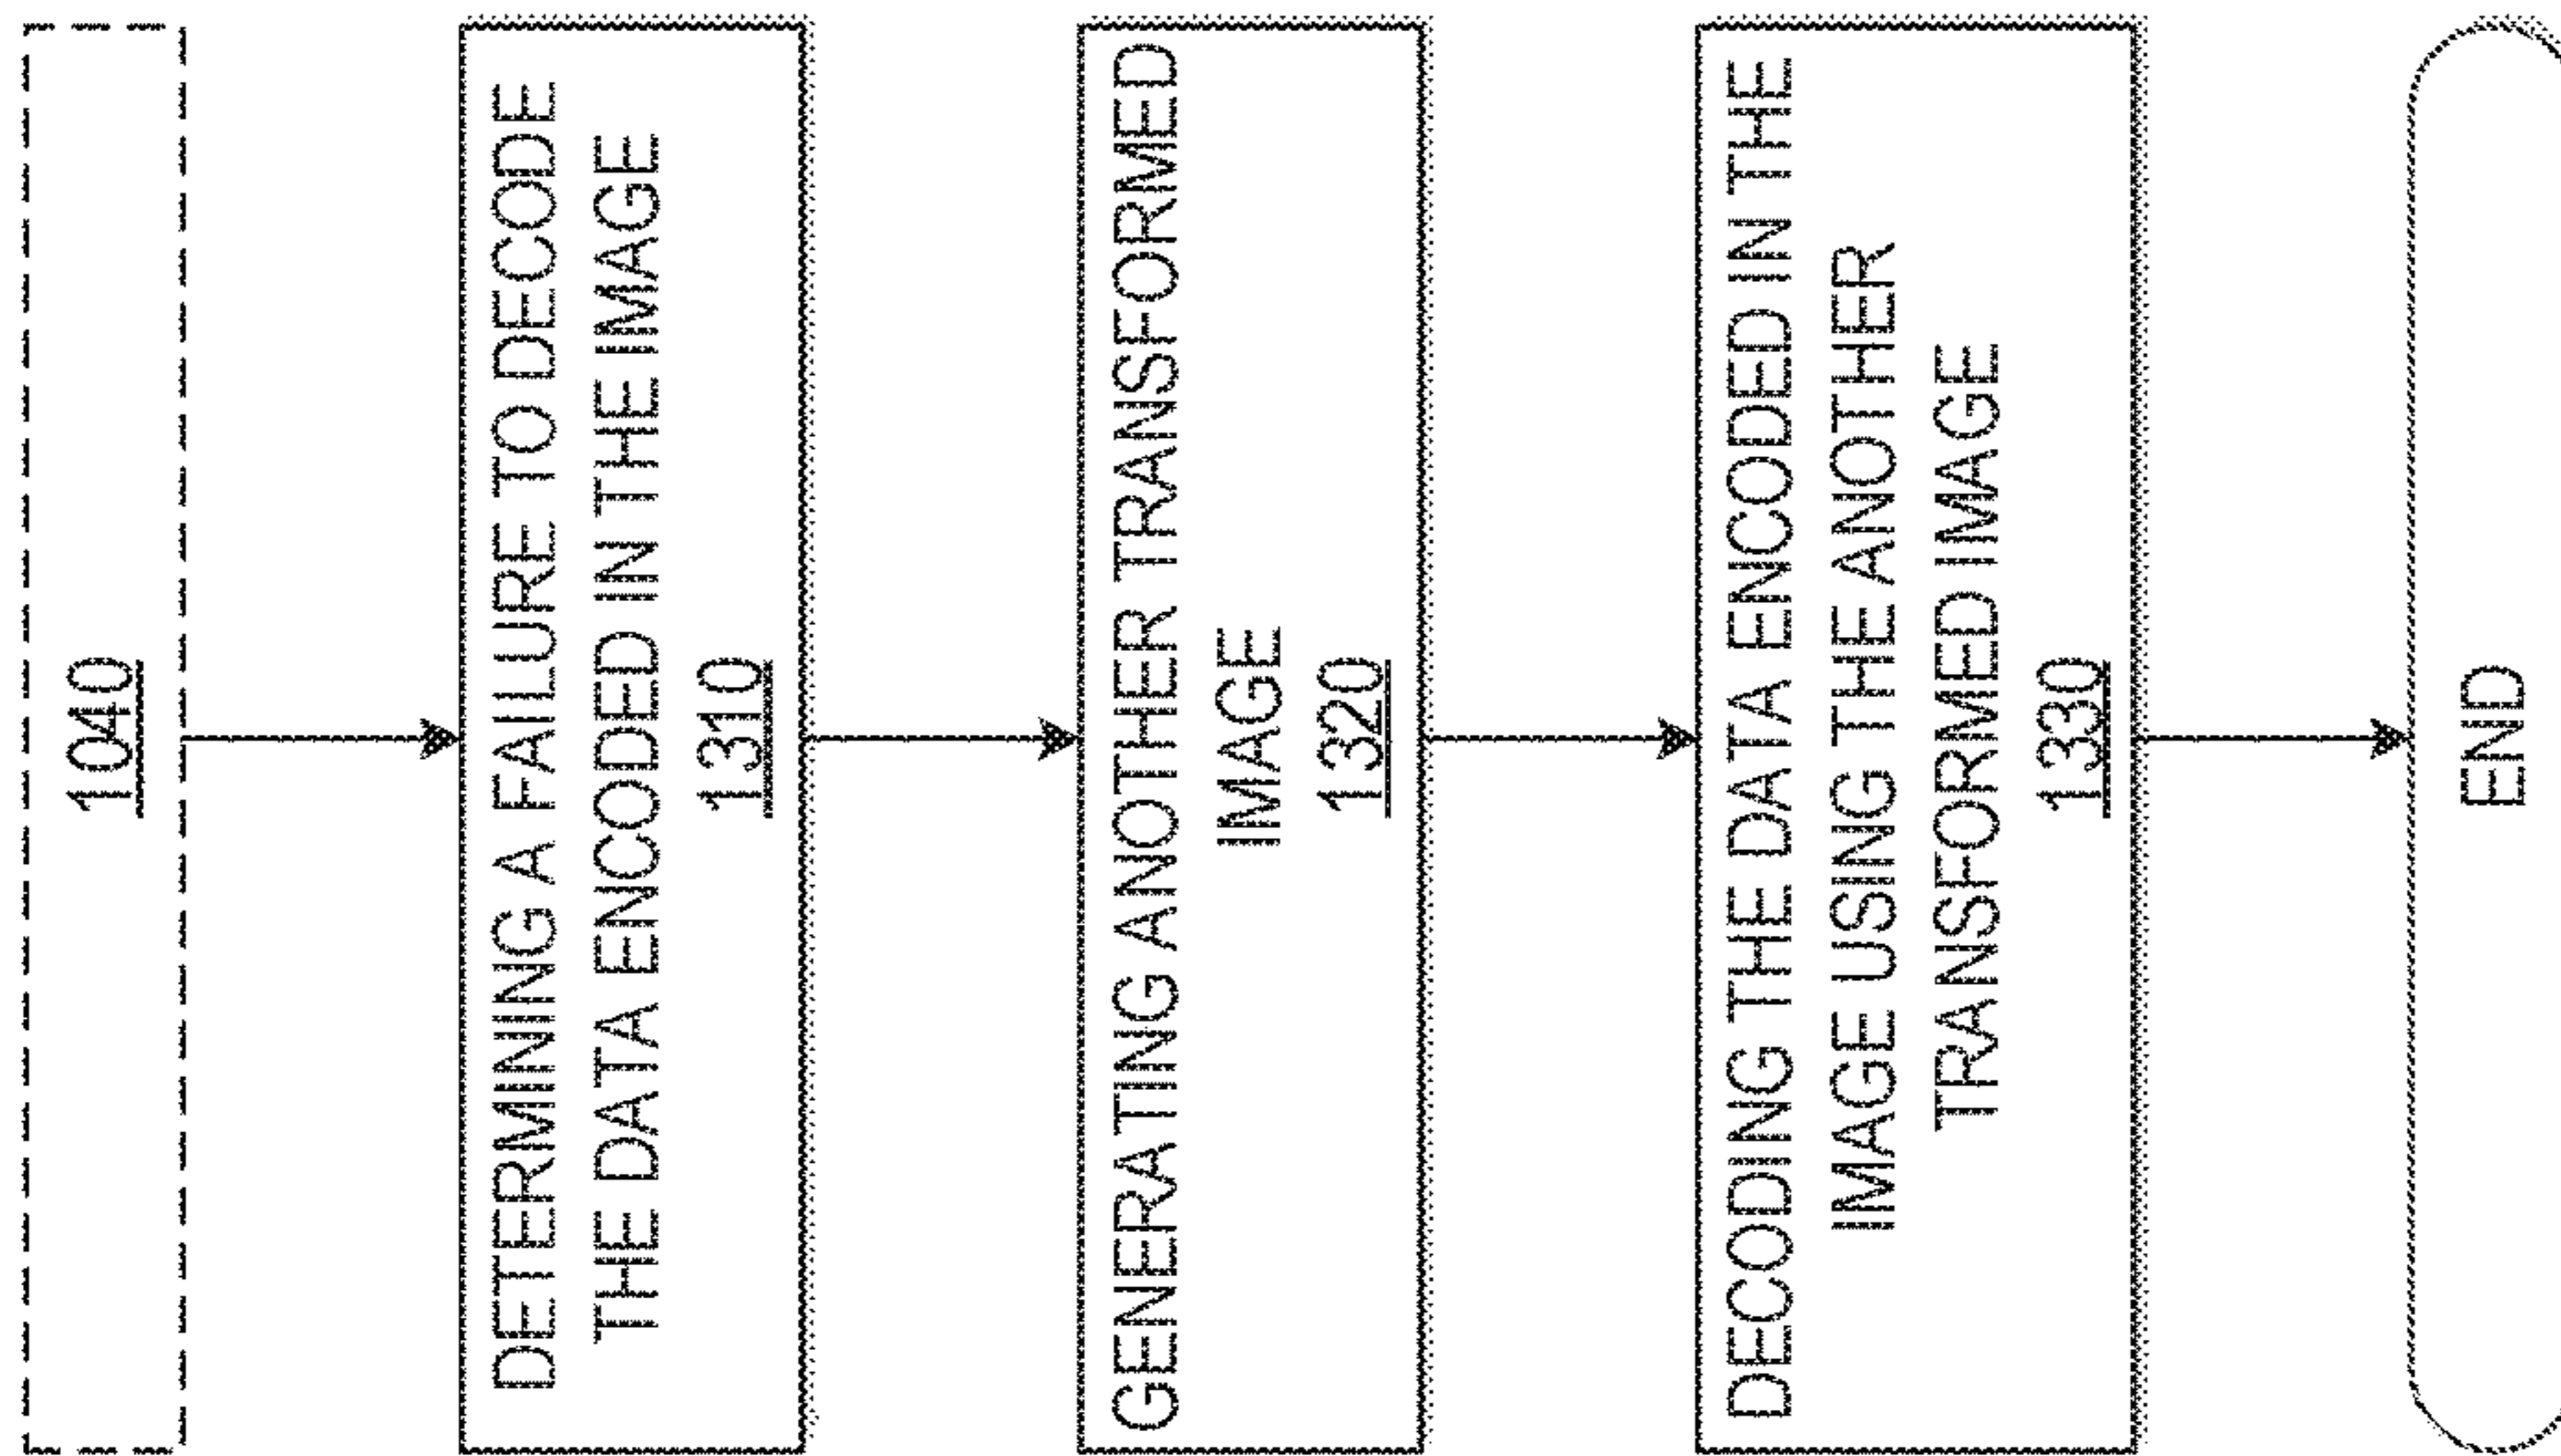 1040
DETERMINING A FAILURE TO DECODE
THE DATA ENCODED IN THE IMAGE
1310
GENERATING ANOTHER TRANSFORMED
IMAGE
1320
DECODING THE DATA ENCODED IN THE
IMAGE USING THE ANOTHER
TRANSFORMED IMAGE
1330
END